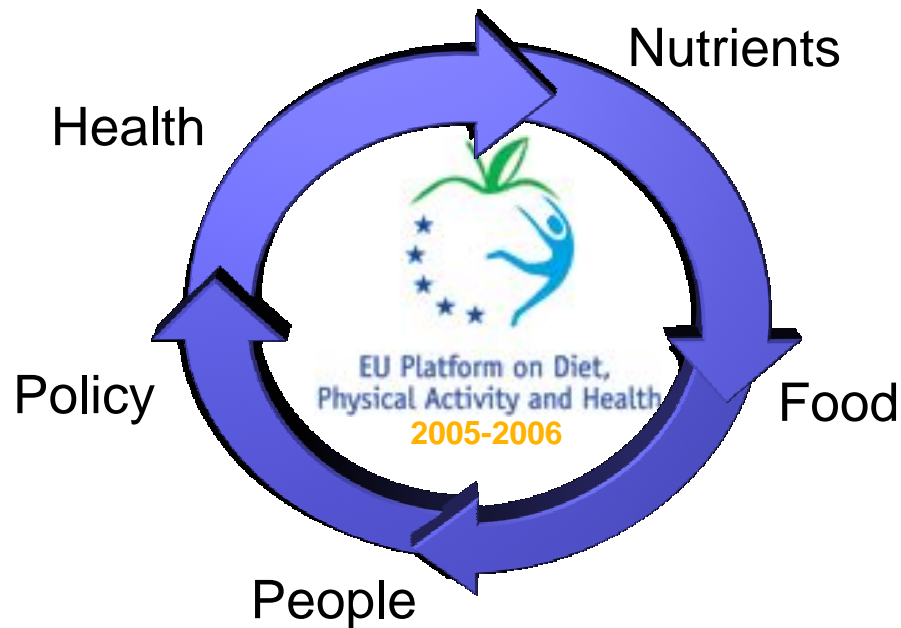 Nutrients
Health
EU Platform on Diet,
Physical Activity and Health
2005-2006
Policy
Food
People